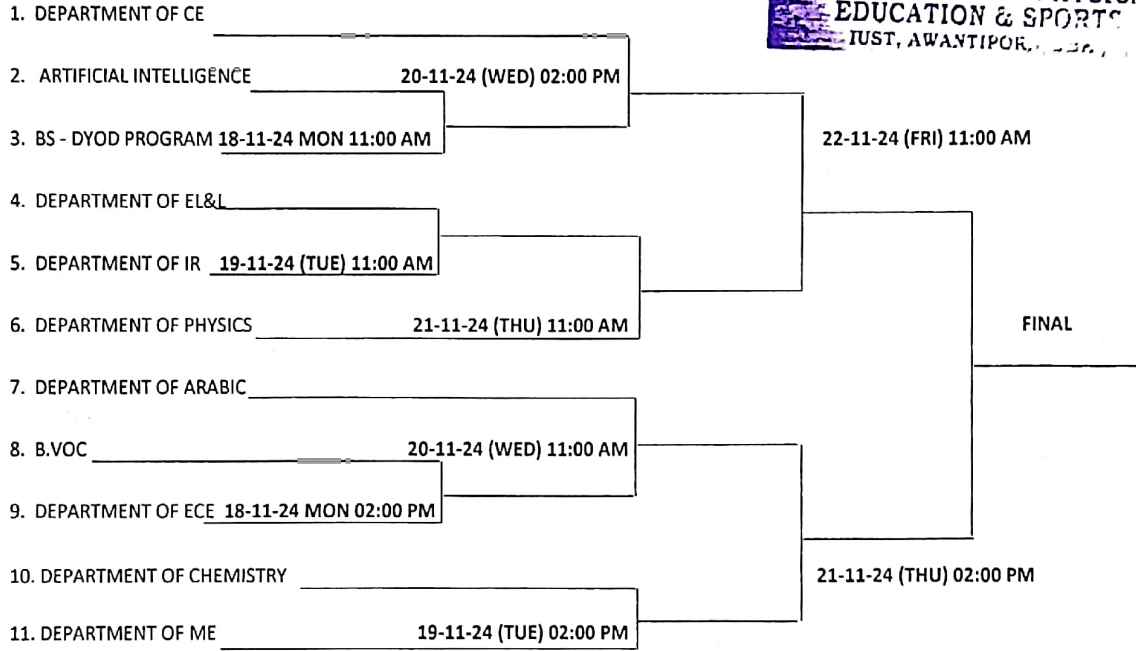 1. DEPARTMENT OF CE
EDUCATION & SPORTS
IUST,
2. ARTIFICIAL INTELLIGENCE 20-11-24 (WED) 02:00 PM
3. BS - DYOD PROGRAM 18-11-24 MON 11:00 AM
22-11-24 (FRI) 11:00 AM
4. DEPARTMENT OF EL&L
5. DEPARTMENT OF IR 19-11-24 (TUE) 11:00 AM
6. DEPARTMENT OF PHYSICS 21-11-24 (THU) 11:00 AM
FINAL
7. DEPARTMENT OF ARABIC
8. B.VOC 20-11-24 (WED) 11:00 AM
9. DEPARTMENT OF ECE 18-11-24 MON 02:00 PM
10. DEPARTMENT OF CHEMISTRY
21-11-24 (THU) 02:00 PM
11. DEPARTMENT OF ME 19-11-24 (TUE) 02:00 PM